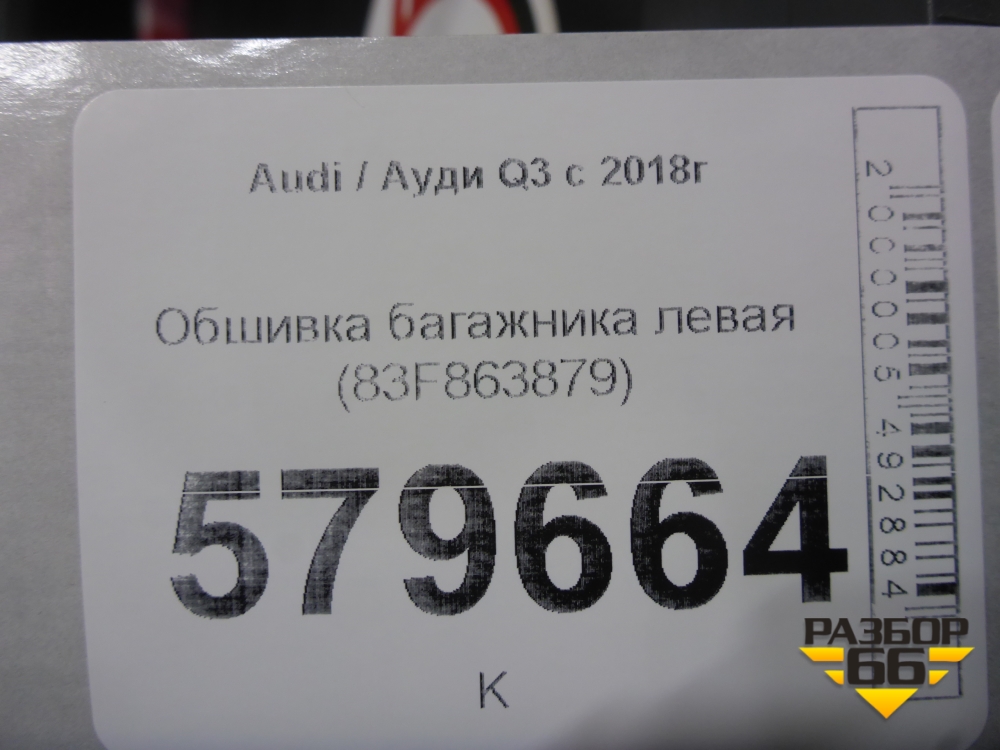 Audi / Ауди Q3 с 2018г
Обшивка багажника левая
(83F863879)
579664
К
2000005492884
РАЗБОР
66